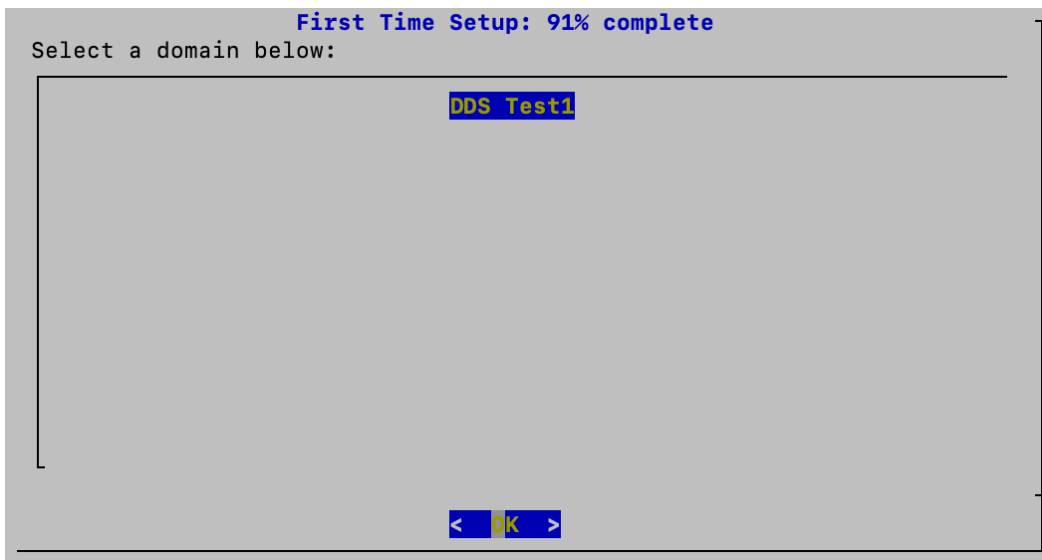 First Time Setup: 91% complete
Select a domain below:
DDS Test1
<  OK  >